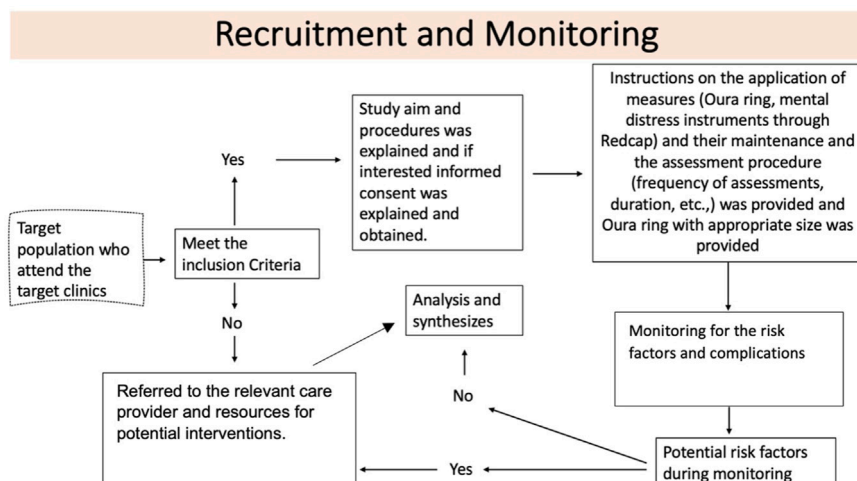 Recruitment and Monitoring
Target
population who
attend the
target clinics
Meet the
inclusion Criteria
Yes
Study aim and
procedures was
explained and if
interested informed
consent was
explained and
obtained.
Instructions on the application of
measures (Oura ring, mental
distress instruments through
Redcap) and their maintenance and
the assessment procedure
(frequency of assessments,
duration, etc.,) was provided and
Oura ring with appropriate size was
provided
Monitoring for the risk
factors and complications
Potential risk factors
during monitoring
No
Analysis and
synthesizes
Yes
No
Referred to the relevant care
provider and resources for
potential interventions.